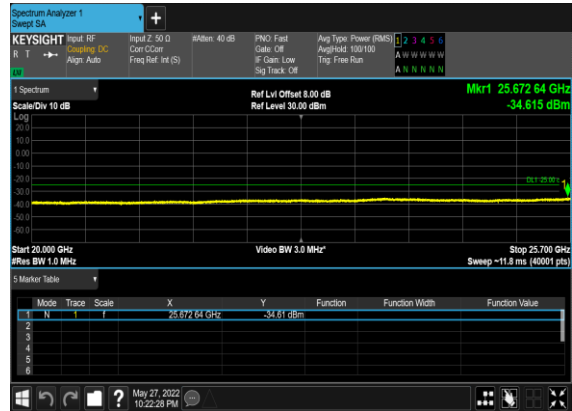 Spectrum Analyzer 1
Swept SA
+
KEYSIGHT Input: RF Input Z: 50 Ω #Atten: 40 dB PNO: Fast Avg Type: Power (RMS) 1 2 3 4 5 6
R T Coupling: DC Corr CCorr Gate: Off Avg|Hold: 100/100 A W W W W W
Align: Auto Freq Ref: Int (S) IF Gain: Low Trig: Free Run
Sig Track: Off A N N N N N
1 Spectrum Ref Lvl Offset 8.00 dB Mkr1 25.672 64 GHz
Scale/Div 10 dB Ref Level 30.00 dBm -34.615 dBm
Log
20.0
10.0
0.00
-10.0
-20.0 DL1 -25.00
-30.0 1
-40.0
-50.0
-60.0
Start 20.000 GHz Video BW 3.0 MHz* Stop 25.700 GHz
#Res BW 1.0 MHz Sweep ~11.8 ms (40001 pts)
5 Marker Table
Mode Trace Scale X Y Function Function Width Function Value
1 N 1 f 25.672 64 GHz -34.61 dBm
2
3
4
5
6
? May 27, 2022
10:22:28 PM